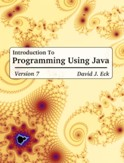 Introduction To
Programming Using Java
Version 7 David J. Eck